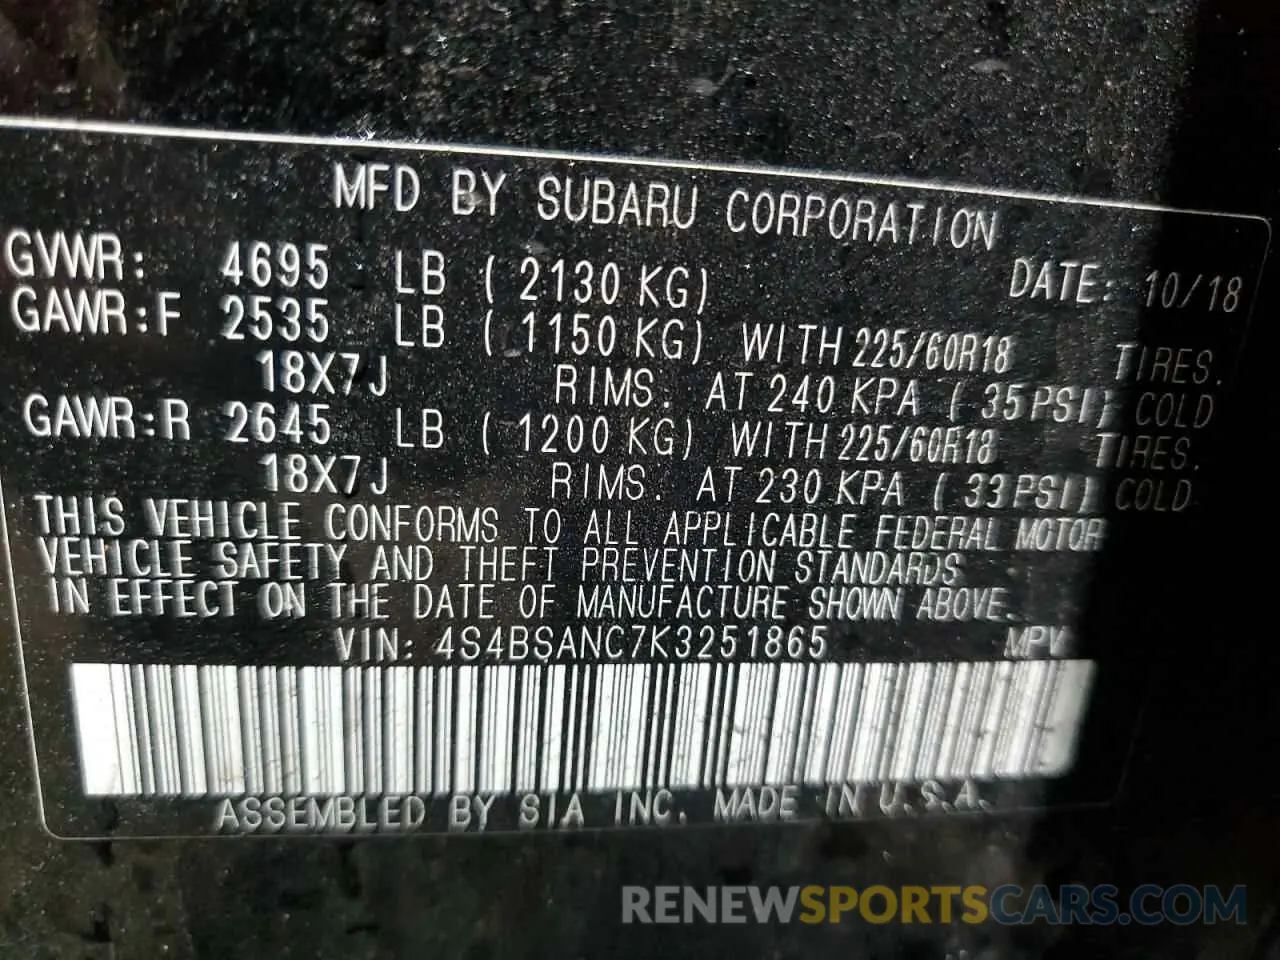 MFD BY SUBARU CORPORATION
GVWR: 4695 LB (2130 KG) DATE: 10/18
GAWR:F 2535 LB (1150 KG) WITH 225/60R18 TIRES.
18X7J RIMS. AT 240 KPA (35PSI) COLD
GAWR:R 2645 LB (1200 KG) WITH 225/60R18 TIRES.
18X7J RIMS. AT 230 KPA (33PSI) COLD
THIS VEHICLE CONFORMS TO ALL APPLICABLE FEDERAL MOTOR
VEHICLE SAFETY AND THEFT PREVENTION STANDARDS
IN EFFECT ON THE DATE OF MANUFACTURE SHOWN ABOVE.
VIN: 4S4BSANC7K3251865 MPV
ASSEMBLED BY SIA INC. MADE IN U.S.A.
RENEWSPORTSCARS.COM